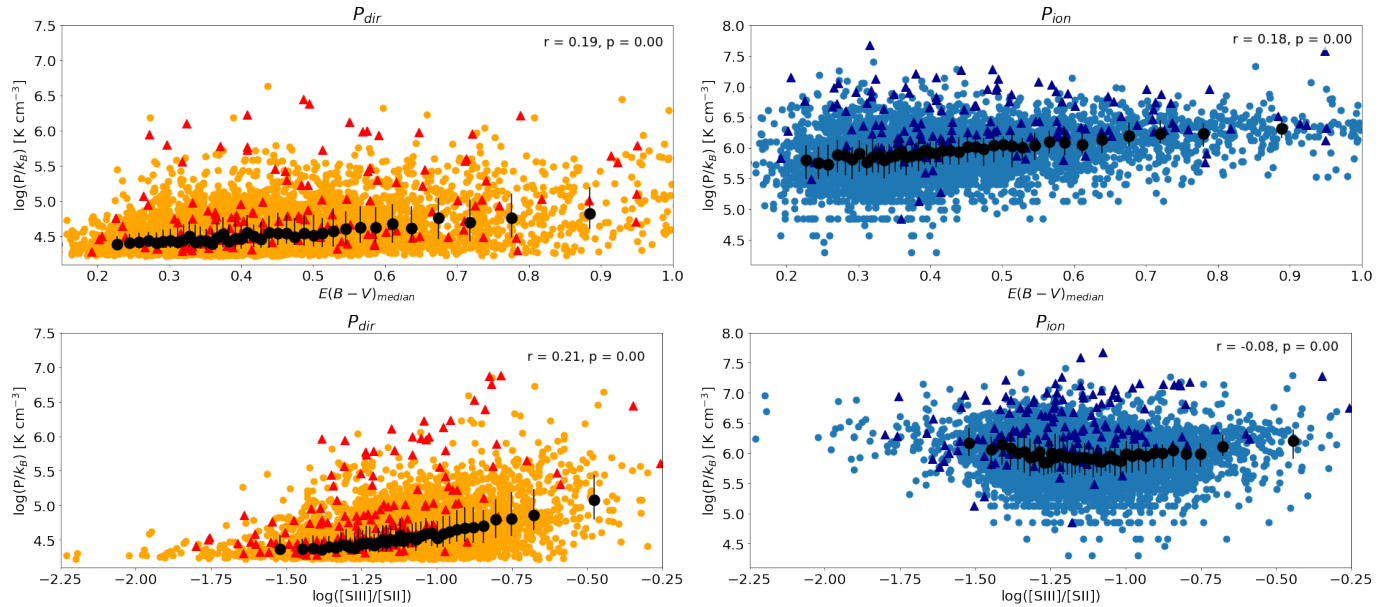 P_dir
7.5
7.0
6.5
6.0
5.5
5.0
4.5
log(P/k_B) [K cm⁻³]
r = 0.19, p = 0.00
0.2 0.3 0.4 0.5 0.6 0.7 0.8 0.9 1.0
E(B − V)_median
P_ion
8.0
7.5
7.0
6.5
6.0
5.5
5.0
4.5
log(P/k_B) [K cm⁻³]
r = 0.18, p = 0.00
0.2 0.3 0.4 0.5 0.6 0.7 0.8 0.9 1.0
E(B − V)_median
P_dir
7.5
7.0
6.5
6.0
5.5
5.0
4.5
log(P/k_B) [K cm⁻³]
r = 0.21, p = 0.00
−2.25 −2.00 −1.75 −1.50 −1.25 −1.00 −0.75 −0.50 −0.25
log([SIII]/[SII])
P_ion
8.0
7.5
7.0
6.5
6.0
5.5
5.0
4.5
log(P/k_B) [K cm⁻³]
r = -0.08, p = 0.00
−2.25 −2.00 −1.75 −1.50 −1.25 −1.00 −0.75 −0.50 −0.25
log([SIII]/[SII])